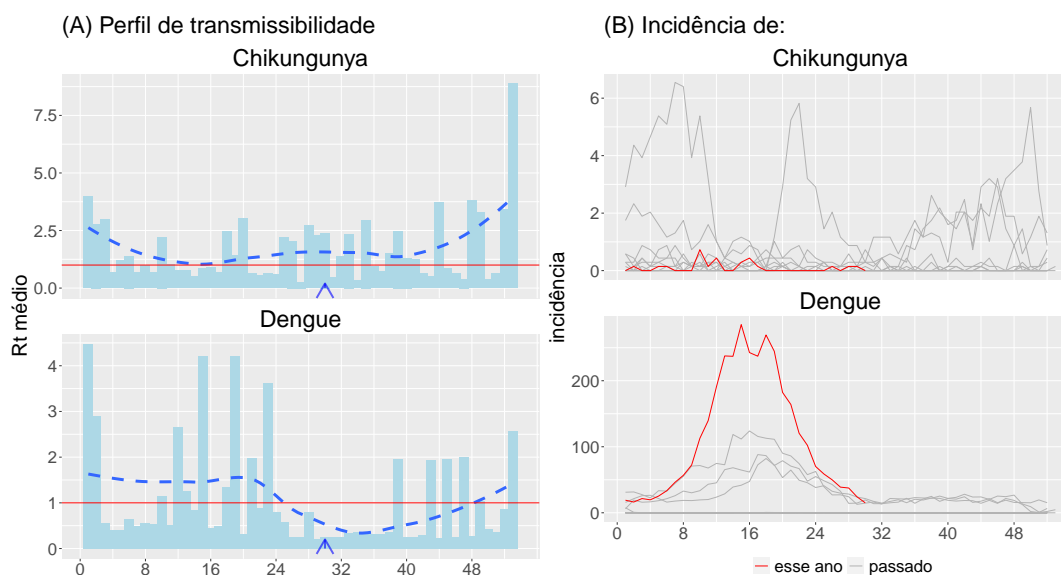 (A) Perfil de transmissibilidade
Chikungunya
7.5
5.0
2.5
0.0
Dengue
4
3
2
1
0
0 8 16 24 32 40 48
Rt médio
(B) Incidência de:
Chikungunya
6
4
2
0
Dengue
200
100
0
0 8 16 24 32 40 48
incidência
esse ano passado